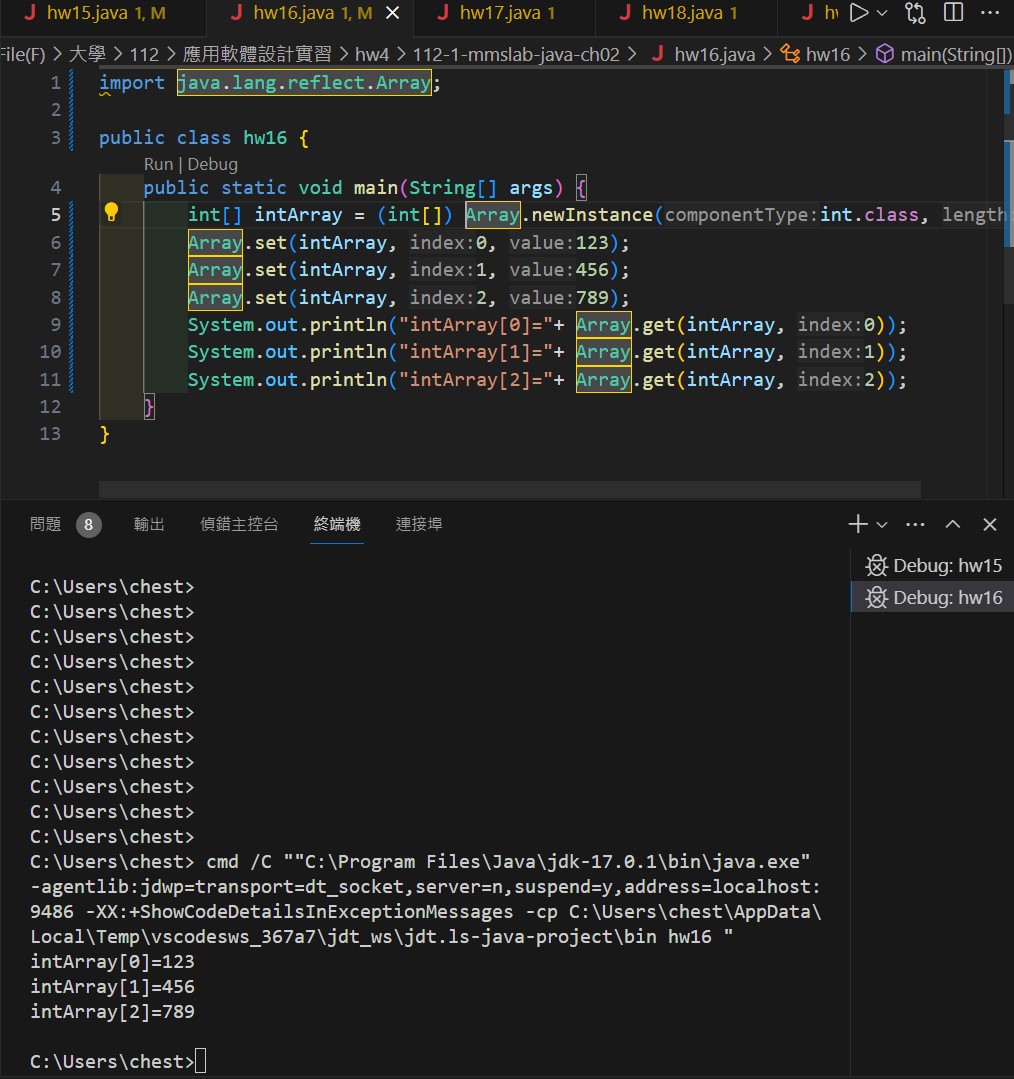 J hw15.java 1, M J hw16.java 1, M J hw17.java 1 J hw18.java 1 J
File(F) > 大學 > 112 > 應用軟體設計實習 > hw4 > 112-1-mmslab-java-ch02 > J hw16.java > hw16 > main(String[])
1 import java.lang.reflect.Array;
2
3 public class hw16 {
Run | Debug
4 public static void main(String[] args) {
5 int[] intArray = (int[]) Array.newInstance(componentType:int.class, length
6 Array.set(intArray, index:0, value:123);
7 Array.set(intArray, index:1, value:456);
8 Array.set(intArray, index:2, value:789);
9 System.out.println("intArray[0]="+ Array.get(intArray, index:0));
10 System.out.println("intArray[1]="+ Array.get(intArray, index:1));
11 System.out.println("intArray[2]="+ Array.get(intArray, index:2));
12 }
13 }
問題 8 輸出 偵錯主控台 終端機 連接埠
Debug: hw15
Debug: hw16
C:\Users\chest>
C:\Users\chest>
C:\Users\chest>
C:\Users\chest>
C:\Users\chest>
C:\Users\chest>
C:\Users\chest>
C:\Users\chest>
C:\Users\chest>
C:\Users\chest>
C:\Users\chest>
C:\Users\chest> cmd /C ""C:\Program Files\Java\jdk-17.0.1\bin\java.exe"
-agentlib:jdwp=transport=dt_socket,server=n,suspend=y,address=localhost:
9486 -XX:+ShowCodeDetailsInExceptionMessages -cp C:\Users\chest\AppData\
Local\Temp\vscodesws_367a7\jdt_ws\jdt.ls-java-project\bin hw16 "
intArray[0]=123
intArray[1]=456
intArray[2]=789
C:\Users\chest>